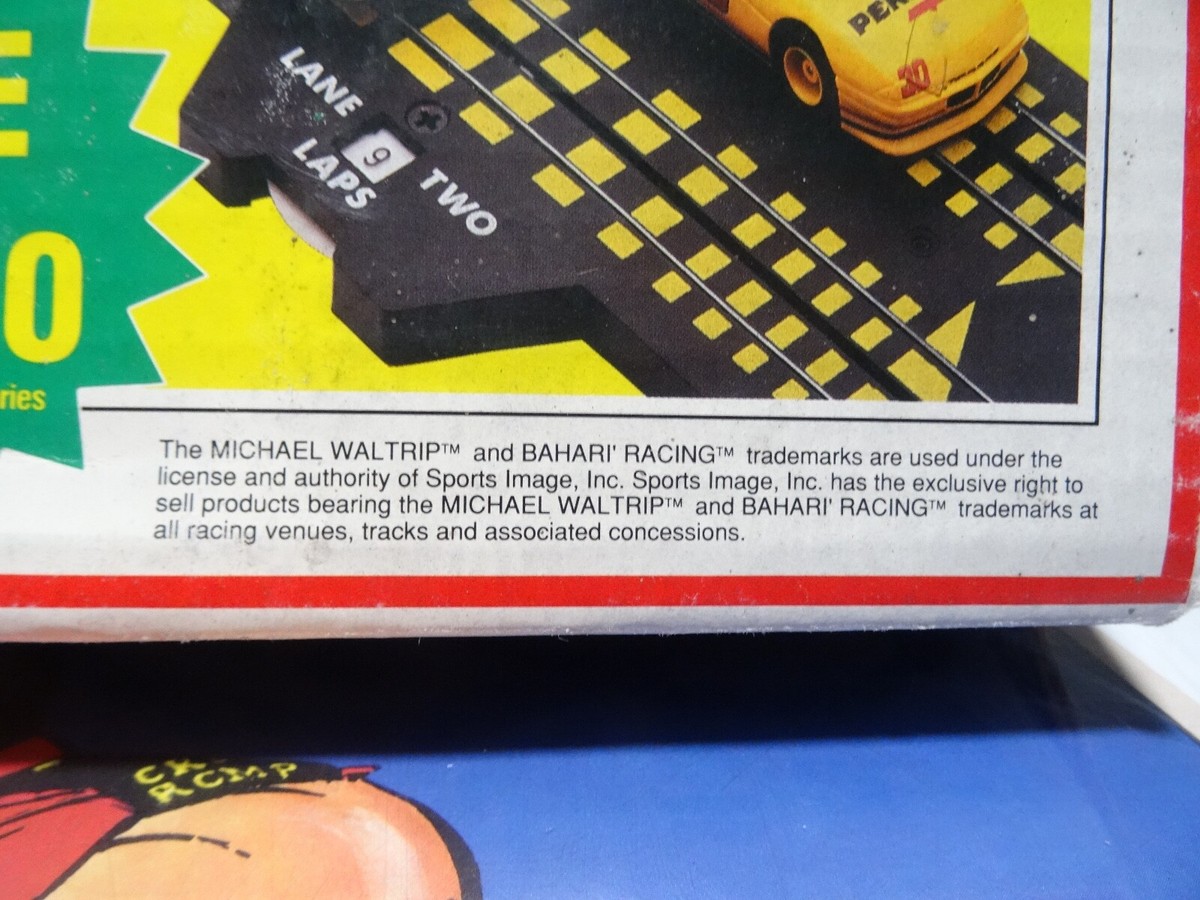 E
E
O
ries
LANE
TWO
LAPS
9
PEN
30
The MICHAEL WALTRIP™ and BAHARI' RACING™ trademarks are used under the
license and authority of Sports Image, Inc. Sports Image, Inc. has the exclusive right to
sell products bearing the MICHAEL WALTRIP™ and BAHARI' RACING™ trademarks at
all racing venues, tracks and associated concessions.
RCMP